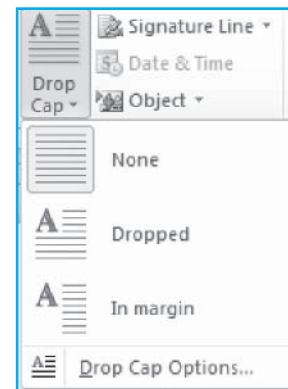 Drop
Cap
Signature Line
Date & Time
Object
None
Dropped
In margin
Drop Cap Options...